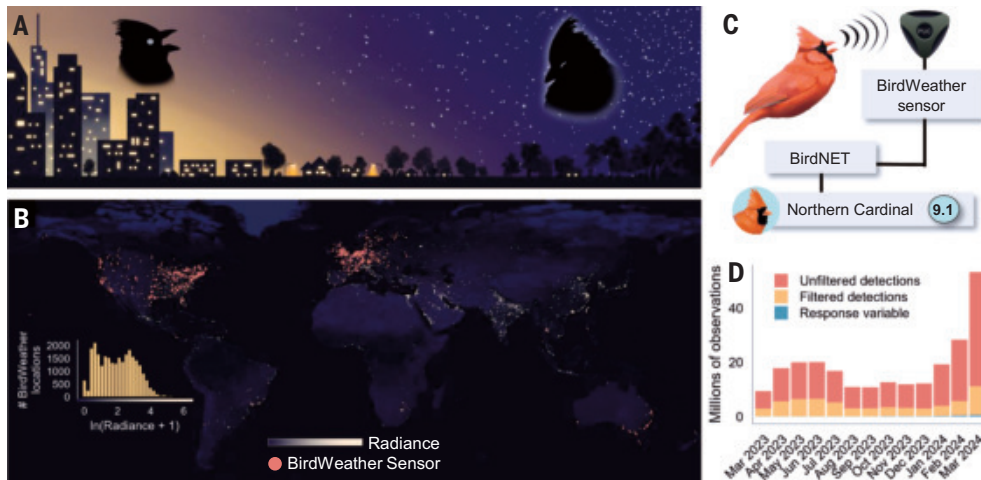 A
B
2000
1500
1000
500
0
# BirdWeather
locations
0 2 4 6
ln(Radiance + 1)
Radiance
BirdWeather Sensor
C
BirdWeather
sensor
BirdNET
Northern Cardinal 9.1
D
Unfiltered detections
Filtered detections
Response variable
Millions of observations
40
20
0
Mar 2023
Apr 2023
May 2023
Jun 2023
Jul 2023
Aug 2023
Sep 2023
Oct 2023
Nov 2023
Dec 2023
Jan 2024
Feb 2024
Mar 2024